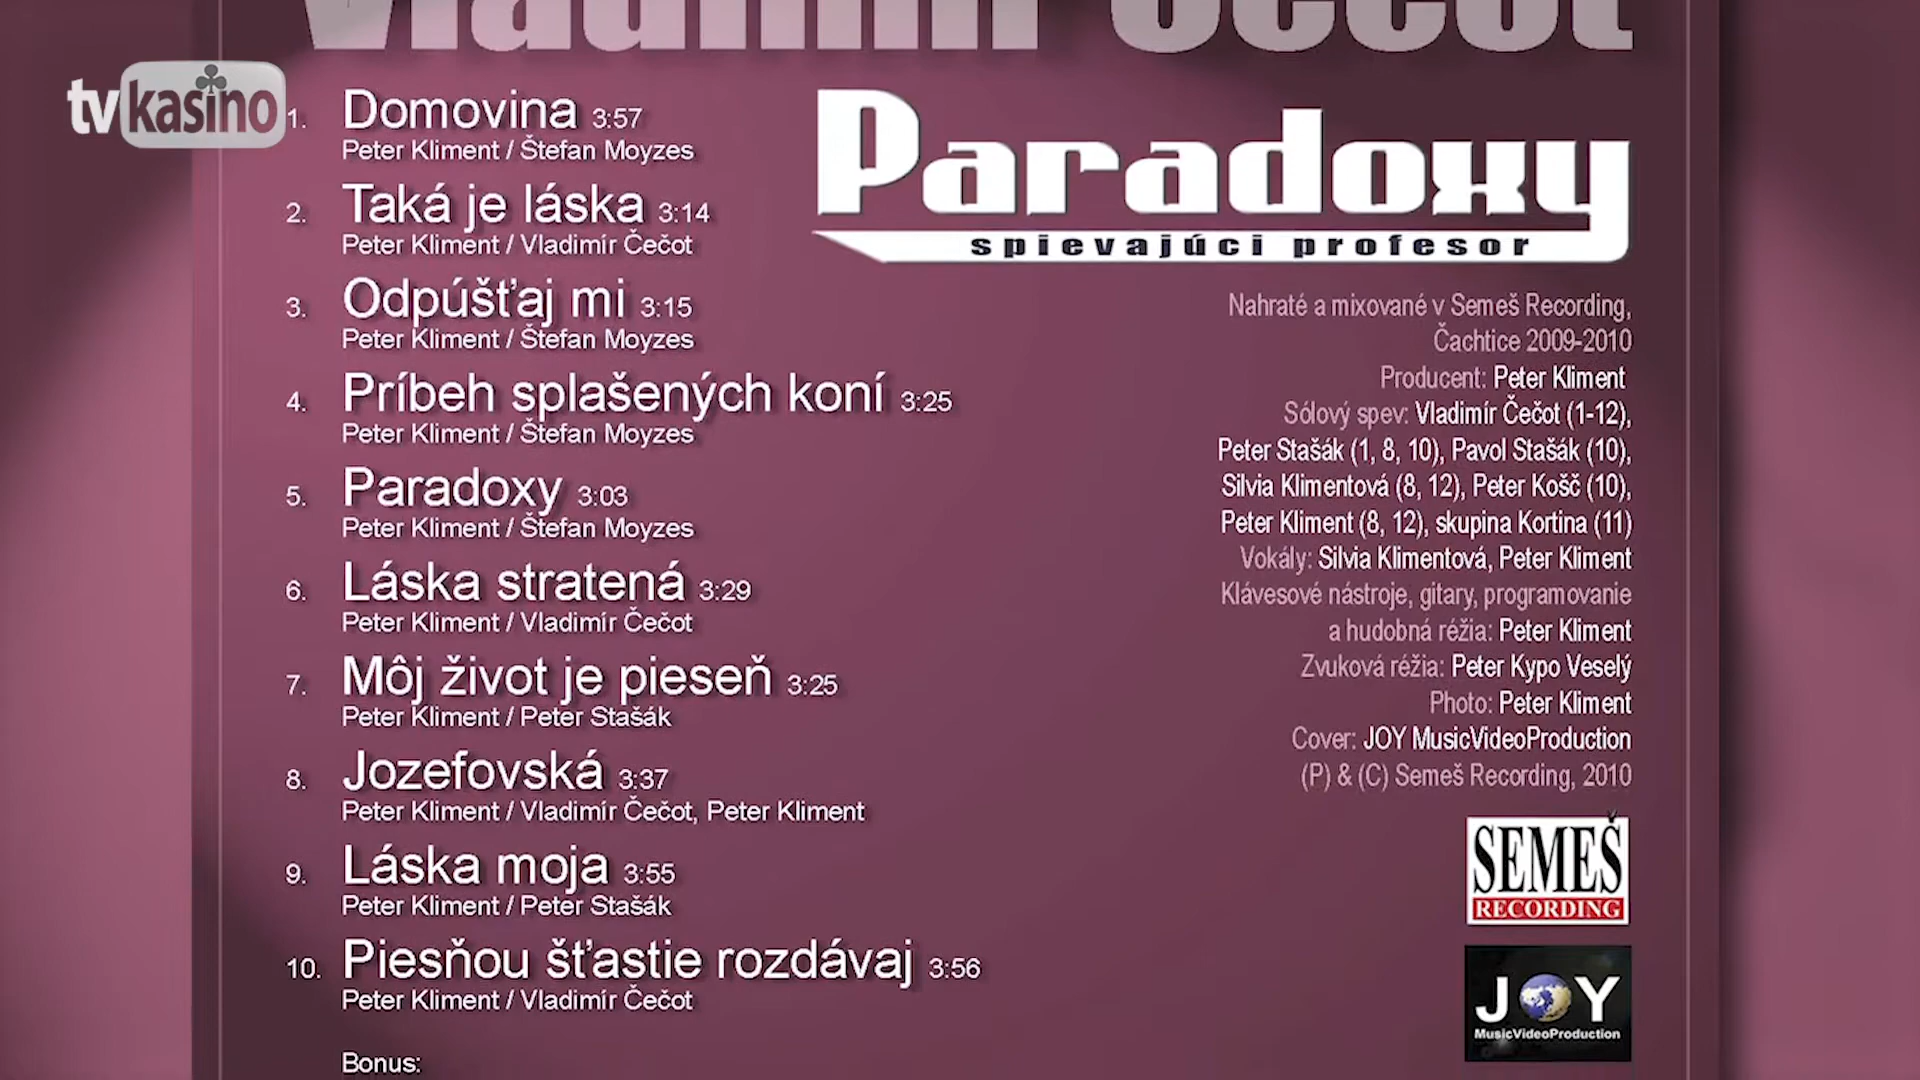 Vladimír Čečot
tvkasino
1. Domovina 3:57
Peter Kliment / Štefan Moyzes
2. Taká je láska 3:14
Peter Kliment / Vladimír Čečot
3. Odpúšťaj mi 3:15
Peter Kliment / Štefan Moyzes
4. Príbeh splašených koní 3:25
Peter Kliment / Štefan Moyzes
5. Paradoxy 3:03
Peter Kliment / Štefan Moyzes
6. Láska stratená 3:29
Peter Kliment / Vladimír Čečot
7. Môj život je pieseň 3:25
Peter Kliment / Peter Stašák
8. Jozefovská 3:37
Peter Kliment / Vladimír Čečot, Peter Kliment
9. Láska moja 3:55
Peter Kliment / Peter Stašák
10. Piesňou šťastie rozdávaj 3:56
Peter Kliment / Vladimír Čečot
Bonus:
Paradoxy
spievajúci profesor
Nahraté a mixované v Semeš Recording,
Čachtice 2009-2010
Producent: Peter Kliment
Sólový spev: Vladimír Čečot (1-12),
Peter Stašák (1, 8, 10), Pavol Stašák (10),
Silvia Klimentová (8, 12), Peter Košč (10),
Peter Kliment (8, 12), skupina Kortina (11)
Vokály: Silvia Klimentová, Peter Kliment
Klávesové nástroje, gitary, programovanie
a hudobná réžia: Peter Kliment
Zvuková réžia: Peter Kypo Veselý
Photo: Peter Kliment
Cover: JOY MusicVideoProduction
(P) & (C) Semeš Recording, 2010
SEMEŠ
RECORDING
JOY
MusicVideoProduction